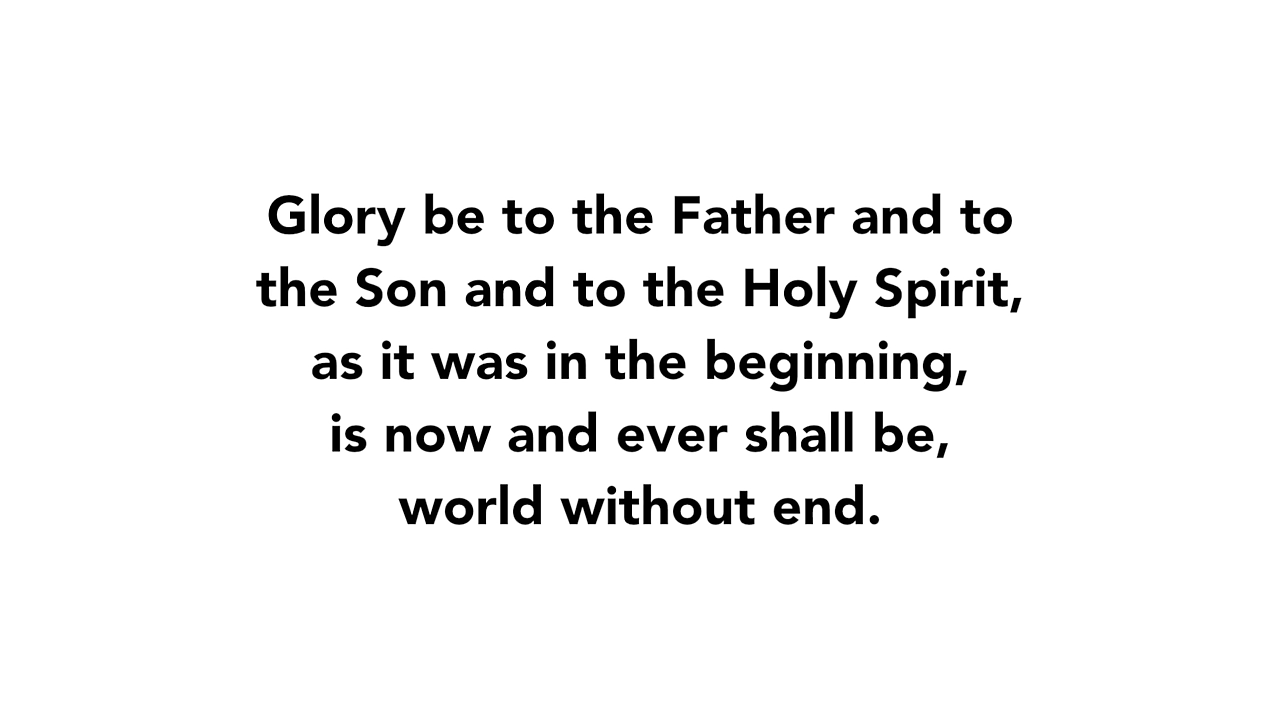 Glory be to the Father and to
the Son and to the Holy Spirit,
as it was in the beginning,
is now and ever shall be,
world without end.